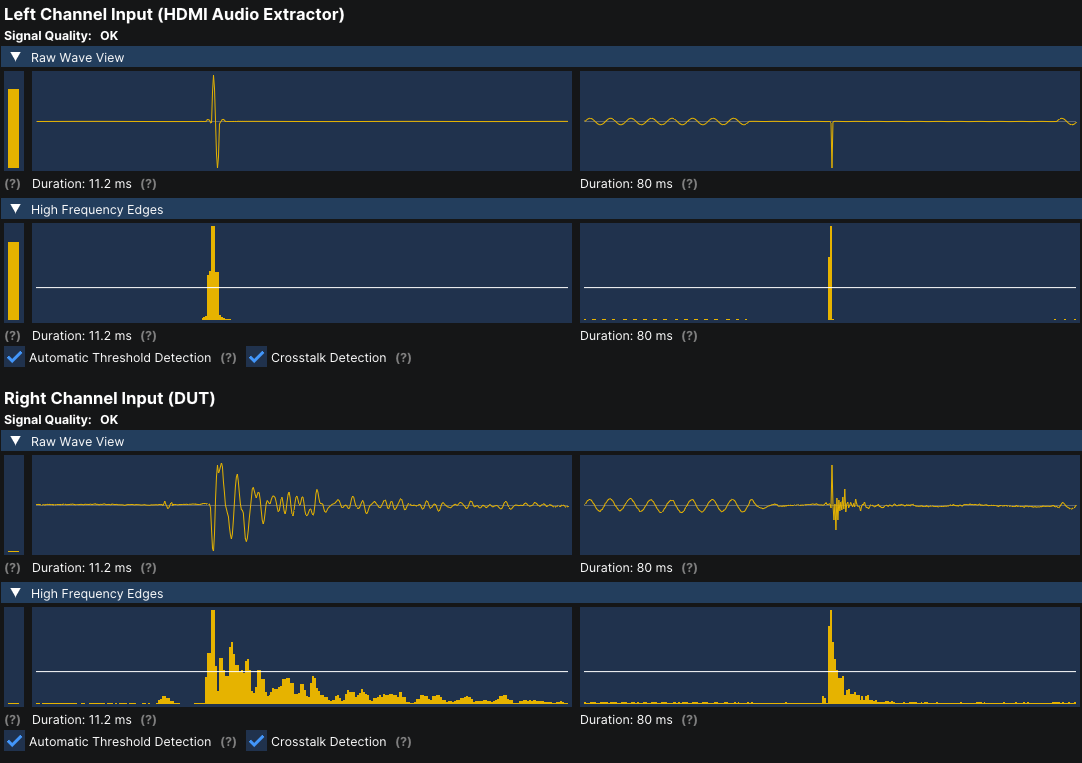 Left Channel Input (HDMI Audio Extractor)
Signal Quality: OK
Raw Wave View
(?) Duration: 11.2 ms (?) Duration: 80 ms (?)
High Frequency Edges
(?) Duration: 11.2 ms (?) Duration: 80 ms (?)
Automatic Threshold Detection (?) Crosstalk Detection (?)
Right Channel Input (DUT)
Signal Quality: OK
Raw Wave View
(?) Duration: 11.2 ms (?) Duration: 80 ms (?)
High Frequency Edges
(?) Duration: 11.2 ms (?) Duration: 80 ms (?)
Automatic Threshold Detection (?) Crosstalk Detection (?)